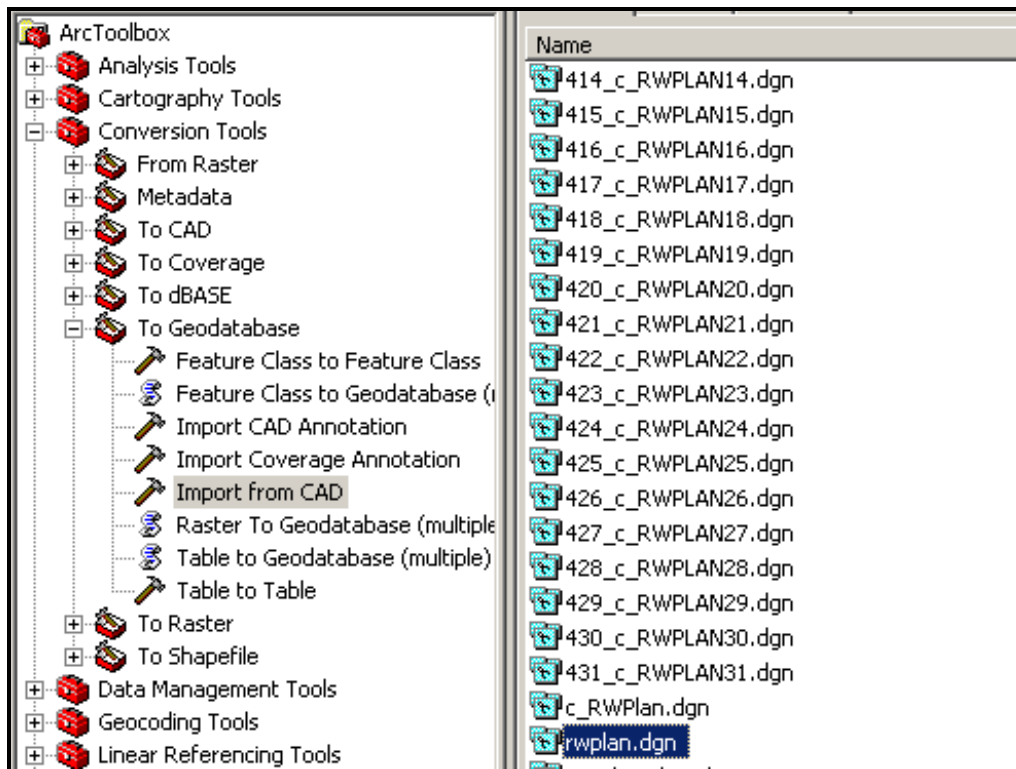 ArcToolbox
Analysis Tools
Cartography Tools
Conversion Tools
From Raster
Metadata
To CAD
To Coverage
To dBASE
To Geodatabase
Feature Class to Feature Class
Feature Class to Geodatabase (
Import CAD Annotation
Import Coverage Annotation
Import from CAD
Raster To Geodatabase (multiple
Table to Geodatabase (multiple)
Table to Table
To Raster
To Shapefile
Data Management Tools
Geocoding Tools
Linear Referencing Tools
Name
414_c_RWPLAN14.dgn
415_c_RWPLAN15.dgn
416_c_RWPLAN16.dgn
417_c_RWPLAN17.dgn
418_c_RWPLAN18.dgn
419_c_RWPLAN19.dgn
420_c_RWPLAN20.dgn
421_c_RWPLAN21.dgn
422_c_RWPLAN22.dgn
423_c_RWPLAN23.dgn
424_c_RWPLAN24.dgn
425_c_RWPLAN25.dgn
426_c_RWPLAN26.dgn
427_c_RWPLAN27.dgn
428_c_RWPLAN28.dgn
429_c_RWPLAN29.dgn
430_c_RWPLAN30.dgn
431_c_RWPLAN31.dgn
c_RWPlan.dgn
rwplan.dgn